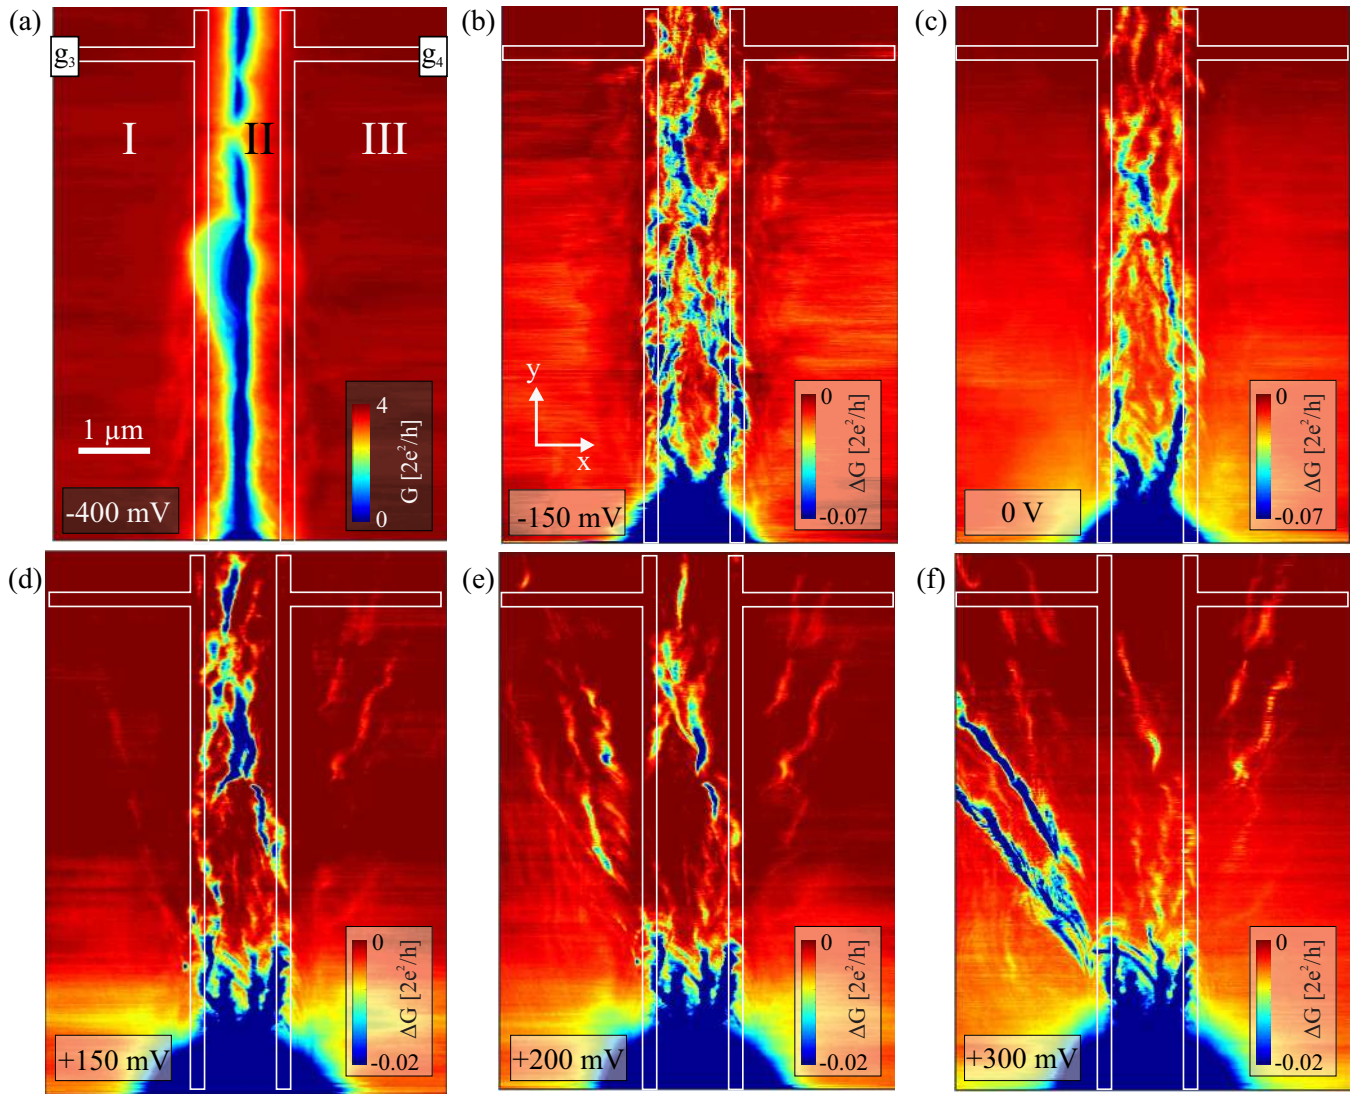 (a)
g₃
g₄
I
II
III
1 μm
-400 mV
4
G [2e²/h]
0
(b)
y
x
-150 mV
0
ΔG [2e²/h]
-0.07
(c)
0 V
0
ΔG [2e²/h]
-0.07
(d)
+150 mV
0
ΔG [2e²/h]
-0.02
(e)
+200 mV
0
ΔG [2e²/h]
-0.02
(f)
+300 mV
0
ΔG [2e²/h]
-0.02